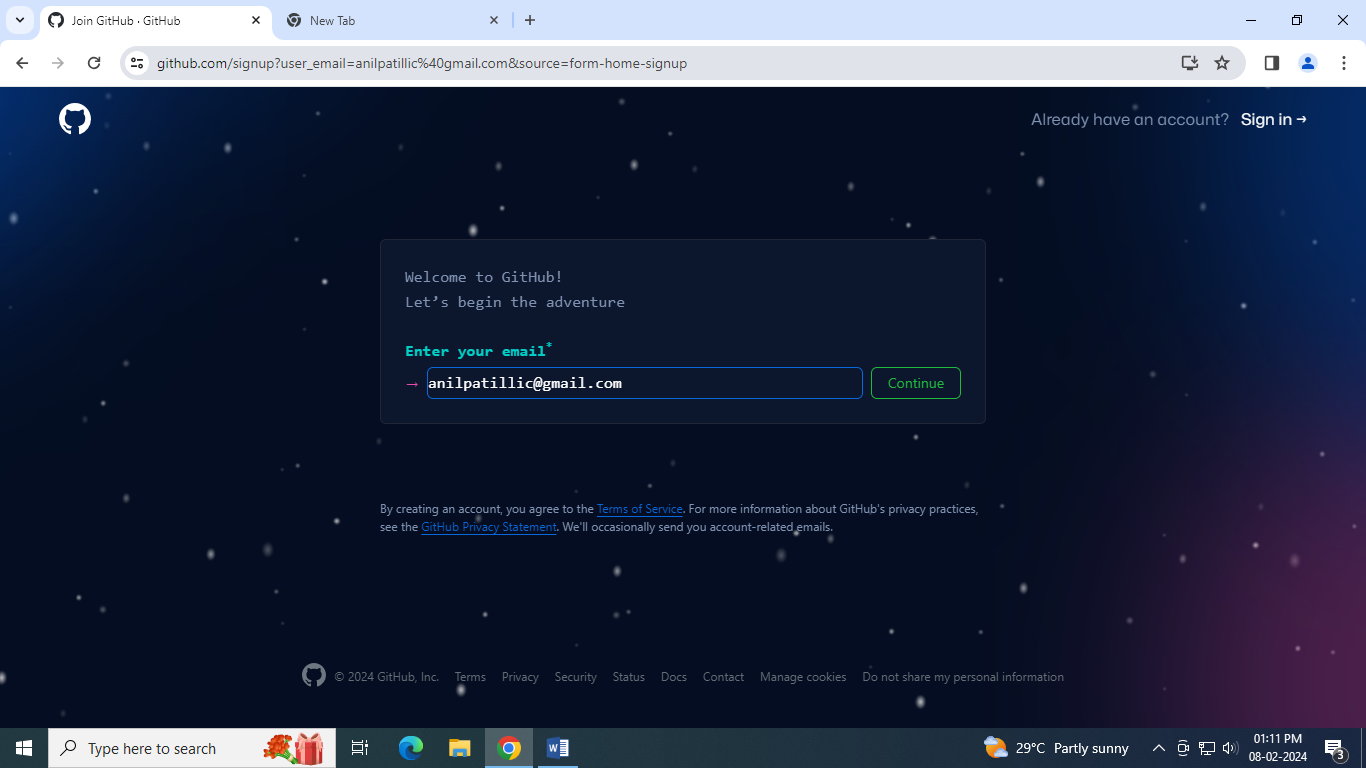 Join GitHub · GitHub
New Tab
github.com/signup?user_email=anilpatillic%40gmail.com&source=form-home-signup
Already have an account? Sign in →
Welcome to GitHub!
Let’s begin the adventure
Enter your email*
→ anilpatillic@gmail.com Continue
By creating an account, you agree to the Terms of Service. For more information about GitHub's privacy practices,
see the GitHub Privacy Statement. We'll occasionally send you account-related emails.
© 2024 GitHub, Inc. Terms Privacy Security Status Docs Contact Manage cookies Do not share my personal information
Type here to search
29°C Partly sunny
01:11 PM
08-02-2024
3